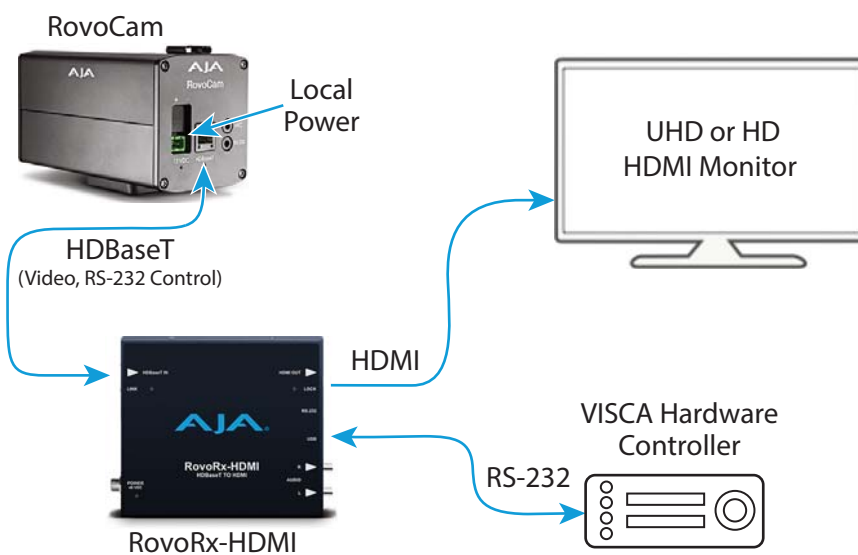 RovoCam
AJA
AJA
RovoCam
HDBaseT
Local
Power
UHD or HD
HDMI Monitor
HDBaseT
(Video, RS-232 Control)
HDMI
HDBaseT IN
HDMI OUT
LINK
LOCK
RS-232
AJA
USB
RovoRx-HDMI
HDBaseT TO HDMI
POWER
R
AUDIO
L
VISCA Hardware
Controller
RS-232
RovoRx-HDMI